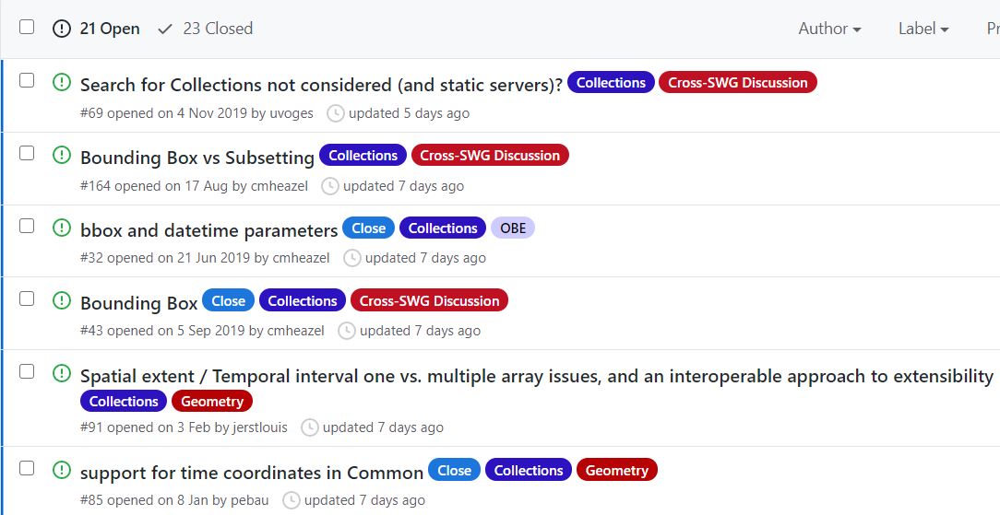 21 Open 23 Closed Author Label Pr
Search for Collections not considered (and static servers)? Collections Cross-SWG Discussion
#69 opened on 4 Nov 2019 by uvoges updated 5 days ago
Bounding Box vs Subsetting Collections Cross-SWG Discussion
#164 opened on 17 Aug by cmheazel updated 7 days ago
bbox and datetime parameters Close Collections OBE
#32 opened on 21 Jun 2019 by cmheazel updated 7 days ago
Bounding Box Close Collections Cross-SWG Discussion
#43 opened on 5 Sep 2019 by cmheazel updated 7 days ago
Spatial extent / Temporal interval one vs. multiple array issues, and an interoperable approach to extensibility
Collections Geometry
#91 opened on 3 Feb by jerstlouis updated 7 days ago
support for time coordinates in Common Close Collections Geometry
#85 opened on 8 Jan by pebau updated 7 days ago